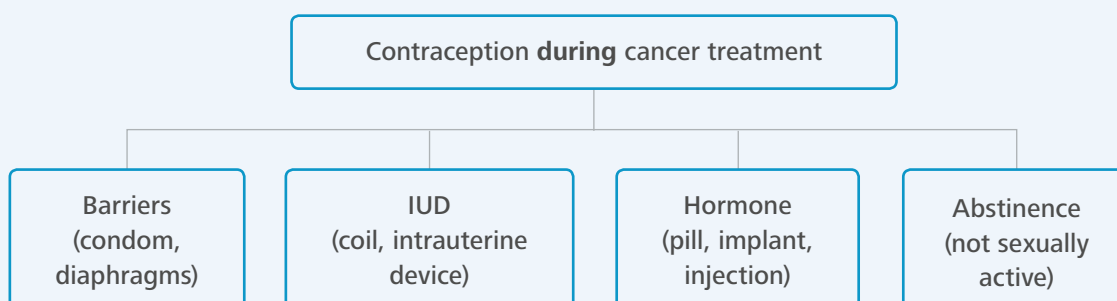 Contraception during cancer treatment
Barriers
(condom,
diaphragms)
IUD
(coil, intrauterine
device)
Hormone
(pill, implant,
injection)
Abstinence
(not sexually
active)